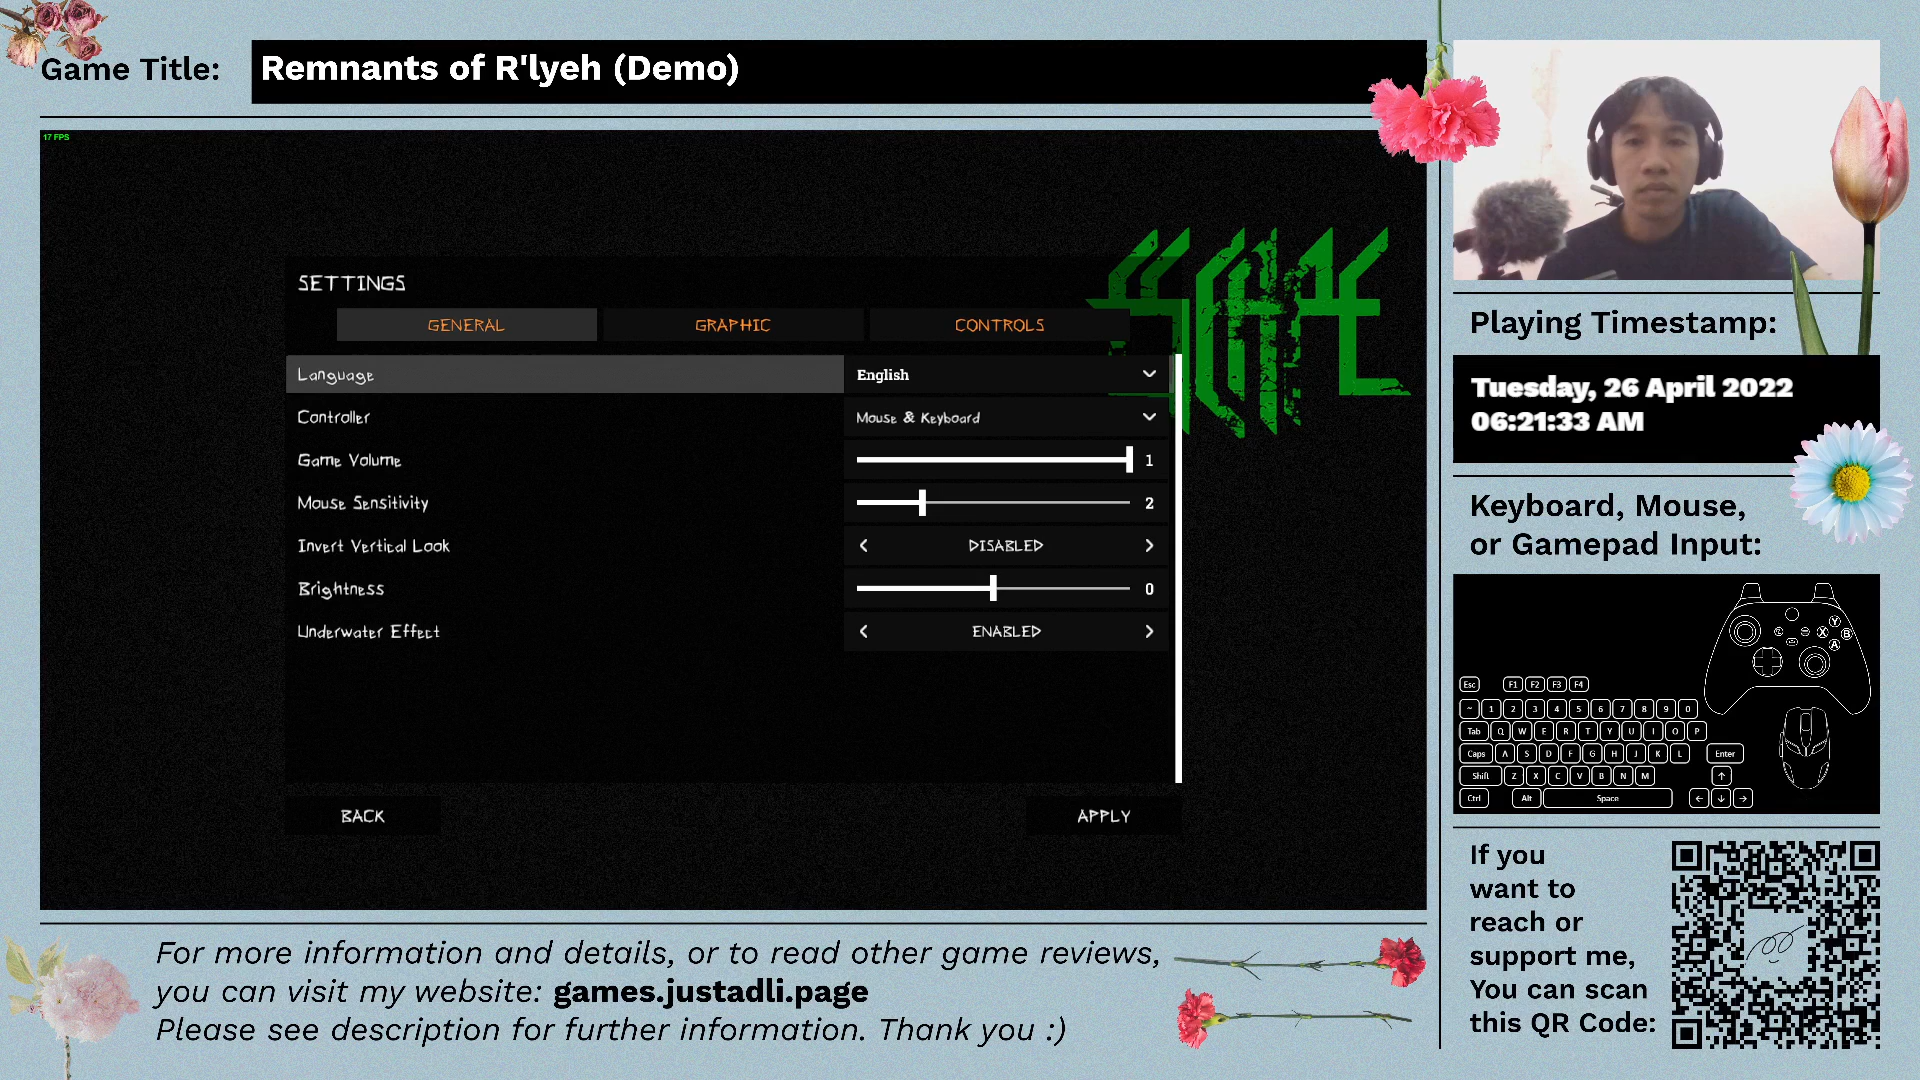 Game Title:
Remnants of R'lyeh (Demo)
17 FPS
SETTINGS
GENERAL
GRAPHIC
CONTROLS
Language
English
Controller
Mouse & Keyboard
Game Volume
1
Mouse Sensitivity
2
Invert Vertical Look
DISABLED
Brightness
0
Underwater Effect
ENABLED
BACK
APPLY
Playing Timestamp:
Tuesday, 26 April 2022
06:21:33 AM
Keyboard, Mouse,
or Gamepad Input:
Y
X B
A
Esc F1 F2 F3 F4
~ 1 2 3 4 5 6 7 8 9 0
Tab Q W E R T Y U I O P
Caps A S D F G H J K L Enter
Shift Z X C V B N M ↑
Ctrl Alt Space ← ↓ →
If you
want to
reach or
support me,
You can scan
this QR Code:
For more information and details, or to read other game reviews,
you can visit my website: games.justadli.page
Please see description for further information. Thank you :)